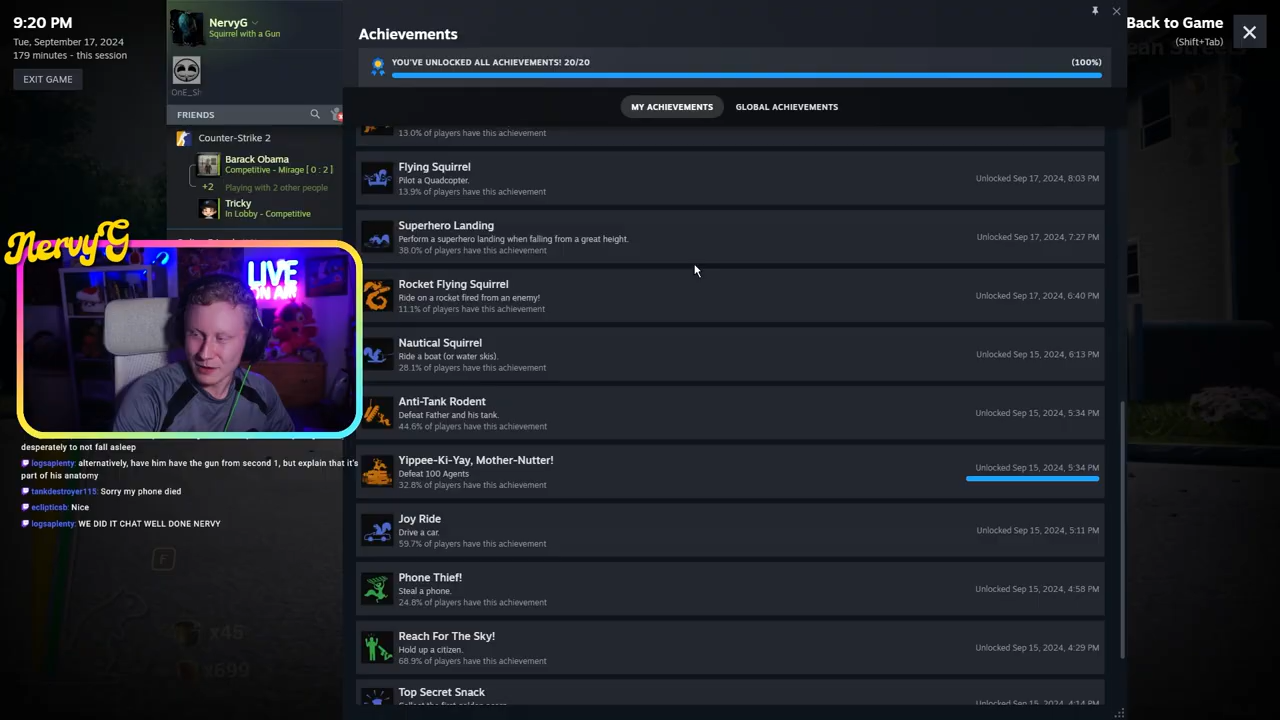 9:20 PM
Tue, September 17, 2024
179 minutes - this session
EXIT GAME
NervyG
Squirrel with a Gun
FRIENDS
Counter-Strike 2
Barack Obama
Competitive - Mirage [ 0 : 2 ]
+2 Playing with 2 other people
Tricky
In Lobby - Competitive
NervyG
LIVE
ON AIR
desperately to not fall asleep
logsaplenty: alternatively, have him have the gun from second 1, but explain that it's
part of his anatomy
tankdestroyer115: Sorry my phone died
eclipticsb: Nice
logsaplenty: WE DID IT CHAT WELL DONE NERVY
F
x45
x699
Achievements
YOU'VE UNLOCKED ALL ACHIEVEMENTS! 20/20 (100%)
MY ACHIEVEMENTS GLOBAL ACHIEVEMENTS
13.0% of players have this achievement
Flying Squirrel
Pilot a Quadcopter.
13.9% of players have this achievement
Unlocked Sep 17, 2024, 8:03 PM
Superhero Landing
Perform a superhero landing when falling from a great height.
38.0% of players have this achievement
Unlocked Sep 17, 2024, 7:27 PM
Rocket Flying Squirrel
Ride on a rocket fired from an enemy!
11.1% of players have this achievement
Unlocked Sep 17, 2024, 6:40 PM
Nautical Squirrel
Ride a boat (or water skis).
28.1% of players have this achievement
Unlocked Sep 15, 2024, 6:13 PM
Anti-Tank Rodent
Defeat Father and his tank.
44.6% of players have this achievement
Unlocked Sep 15, 2024, 5:34 PM
Yippee-Ki-Yay, Mother-Nutter!
Defeat 100 Agents
32.8% of players have this achievement
Unlocked Sep 15, 2024, 5:34 PM
Joy Ride
Drive a car.
59.7% of players have this achievement
Unlocked Sep 15, 2024, 5:11 PM
Phone Thief!
Steal a phone.
24.8% of players have this achievement
Unlocked Sep 15, 2024, 4:58 PM
Reach For The Sky!
Hold up a citizen.
68.9% of players have this achievement
Unlocked Sep 15, 2024, 4:29 PM
Top Secret Snack
Unlocked Sep 15, 2024, 4:14 PM
Back to Game
(Shift+Tab)